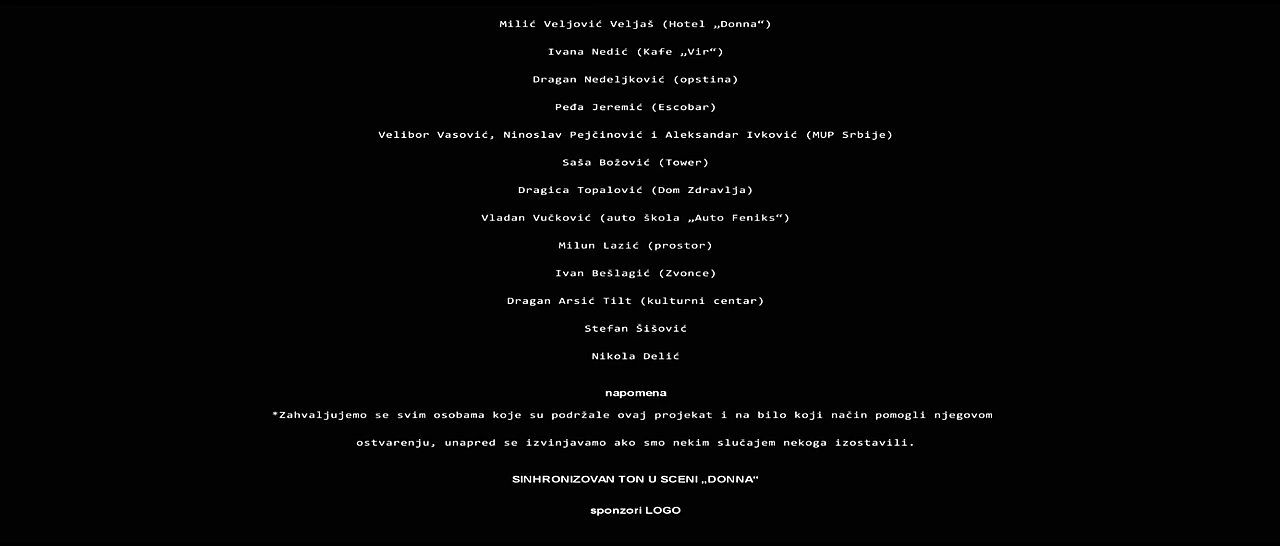 Milić Veljović Veljaš (Hotel „Donna“)
Ivana Nedić (Kafe „Vir“)
Dragan Nedeljković (opstina)
Peđa Jeremić (Escobar)
Velibor Vasović, Ninoslav Pejčinović i Aleksandar Ivković (MUP Srbije)
Saša Božović (Tower)
Dragica Topalović (Dom Zdravlja)
Vladan Vučković (auto škola „Auto Feniks“)
Milun Lazić (prostor)
Ivan Bešlagić (Zvonce)
Dragan Arsić Tilt (kulturni centar)
Stefan Šišović
Nikola Delić
napomena
*Zahvaljujemo se svim osobama koje su podržale ovaj projekat i na bilo koji način pomogli njegovom
ostvarenju, unapred se izvinjavamo ako smo nekim slučajem nekoga izostavili.
SINHRONIZOVAN TON U SCENI „DONNA“
sponzori LOGO